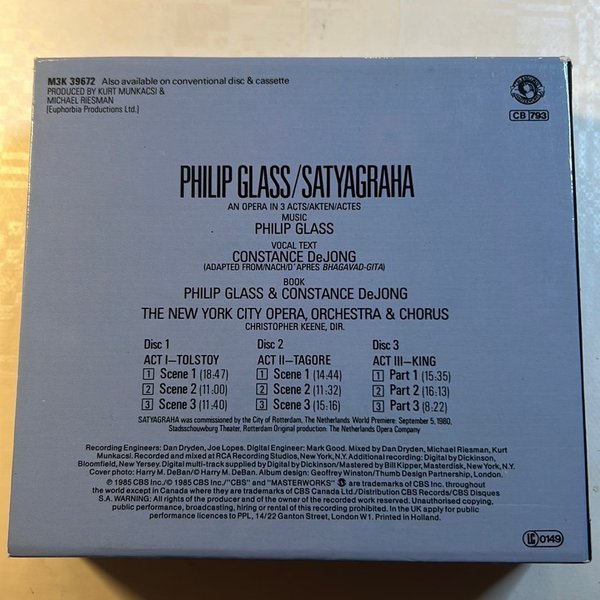 M3K 39672 Also available on conventional disc & cassette
PRODUCED BY KURT MUNKACSI &
MICHAEL RIESMAN
(Euphorbia Productions Ltd.)
CB 793
PHILIP GLASS/SATYAGRAHA
AN OPERA IN 3 ACTS/AKTEN/ACTES
MUSIC
PHILIP GLASS
VOCAL TEXT
CONSTANCE DeJONG
(ADAPTED FROM/NACH/D'APRES BHAGAVAD-GITA)
BOOK
PHILIP GLASS & CONSTANCE DeJONG
THE NEW YORK CITY OPERA, ORCHESTRA & CHORUS
CHRISTOPHER KEENE, DIR.
Disc 1 Disc 2 Disc 3
ACT I—TOLSTOY ACT II—TAGORE ACT III—KING
1 Scene 1 (18:47) 1 Scene 1 (14:44) 1 Part 1 (15:35)
2 Scene 2 (11:00) 2 Scene 2 (11:32) 2 Part 2 (16:13)
3 Scene 3 (11:40) 3 Scene 3 (15:16) 3 Part 3 (8:22)
SATYAGRAHA was commissioned by the City of Rotterdam, The Netherlands World Premiere: September 5, 1980,
Stadsschouwburg Theater, Rotterdam Original production: The Netherlands Opera Company
Recording Engineers: Dan Dryden, Joe Lopes. Digital Engineer: Mark Good. Mixed by Dan Dryden, Michael Riesman, Kurt
Munkacsi. Recorded and mixed at RCA Recording Studios, New York, N.Y. Additional recording: Digital by Dickinson,
Bloomfield, New Yersey. Digital multi-track supplied by Digital by Dickinson/Mastered by Bill Kipper, Masterdisk, New York, N.Y.
Cover photo: Harry M. DeBan/© Harry M. DeBan. Album design: Geoffrey Winston/Thumb Design Partnership, London.
℗ 1985 CBS Inc./© 1985 CBS Inc./"CBS" and "MASTERWORKS" are trademarks of CBS Inc. throughout
the world except in Canada where they are trademarks of CBS Canada Ltd./Distribution CBS Records/CBS Disques
S.A. WARNING: All rights of the producer and of the owner of the recorded work reserved. Unauthorised copying,
public performance, broadcasting, hiring or rental of this recording prohibited. In the UK apply for public
performance licences to PPL, 14/22 Ganton Street, London W1. Printed in Holland.
LC 0149